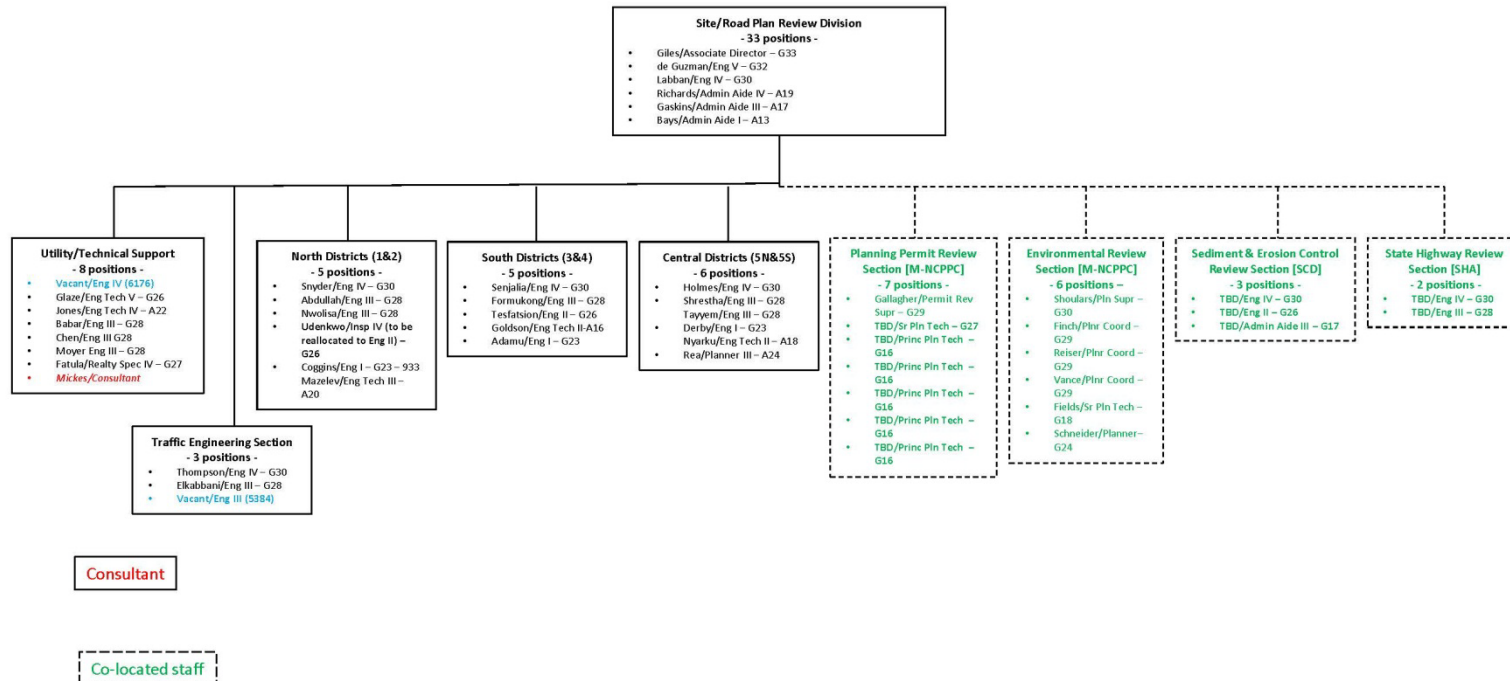 Site/Road Plan Review Division
- 33 positions -
Giles/Associate Director – G33
de Guzman/Eng V – G32
Labban/Eng IV – G30
Richards/Admin Aide IV – A19
Gaskins/Admin Aide III – A17
Bays/Admin Aide I – A13
Utility/Technical Support
- 8 positions -
Vacant/Eng IV (6176)
Glaze/Eng Tech V – G26
Jones/Eng Tech IV – A22
Babar/Eng III – G28
Chen/Eng III G28
Moyer Eng III – G28
Fatula/Realty Spec IV – G27
Mickes/Consultant
Traffic Engineering Section
- 3 positions -
Thompson/Eng IV – G30
Elkabbani/Eng III – G28
Vacant/Eng III (5384)
North Districts (1&2)
- 5 positions -
Snyder/Eng IV – G30
Abdullah/Eng III – G28
Nwolisa/Eng III – G28
Udenkwo/Insp IV (to be
reallocated to Eng II) –
G26
Coggins/Eng I – G23 – 933
Mazelev/Eng Tech III –
A20
South Districts (3&4)
- 5 positions -
Senjalia/Eng IV – G30
Formukong/Eng III – G28
Tesfatsion/Eng II – G26
Goldson/Eng Tech II-A16
Adamu/Eng I – G23
Central Districts (5N&5S)
- 6 positions -
Holmes/Eng IV – G30
Shrestha/Eng III – G28
Tayyem/Eng III – G28
Derby/Eng I – G23
Nyarku/Eng Tech II – A18
Rea/Planner III – A24
Planning Permit Review
Section [M-NCPPC]
- 7 positions -
Gallagher/Permit Rev
Supr – G29
TBD/Sr Pln Tech – G27
TBD/Princ Pln Tech –
G16
TBD/Princ Pln Tech –
G16
TBD/Princ Pln Tech –
G16
TBD/Princ Pln Tech –
G16
TBD/Princ Pln Tech –
G16
Environmental Review
Section [M-NCPPC]
- 6 positions –
Shoulars/Pln Supr –
G30
Finch/Plnr Coord –
G29
Reiser/Plnr Coord –
G29
Vance/Plnr Coord –
G29
Fields/Sr Pln Tech –
G18
Schneider/Planner–
G24
Sediment & Erosion Control
Review Section [SCD]
- 3 positions -
TBD/Eng IV – G30
TBD/Eng II – G26
TBD/Admin Aide III – G17
State Highway Review
Section [SHA]
- 2 positions -
TBD/Eng IV – G30
TBD/Eng III – G28
Consultant
Co-located staff